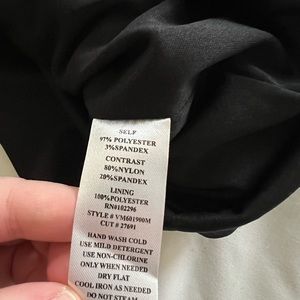 SELF
97% POLYESTER
3%SPANDEX
CONTRAST
80%NYLON
20%SPANDEX
LINING
100%POLYESTER
RN0102296
STYLE # VM601900M
CUT # 27691
HAND WASH COLD
USE MILD DETERGENT
USE NON-CHLORINE
ONLY WHEN NEEDED
DRY FLAT
COOL IRON AS NEEDED
DO NOT STEAM